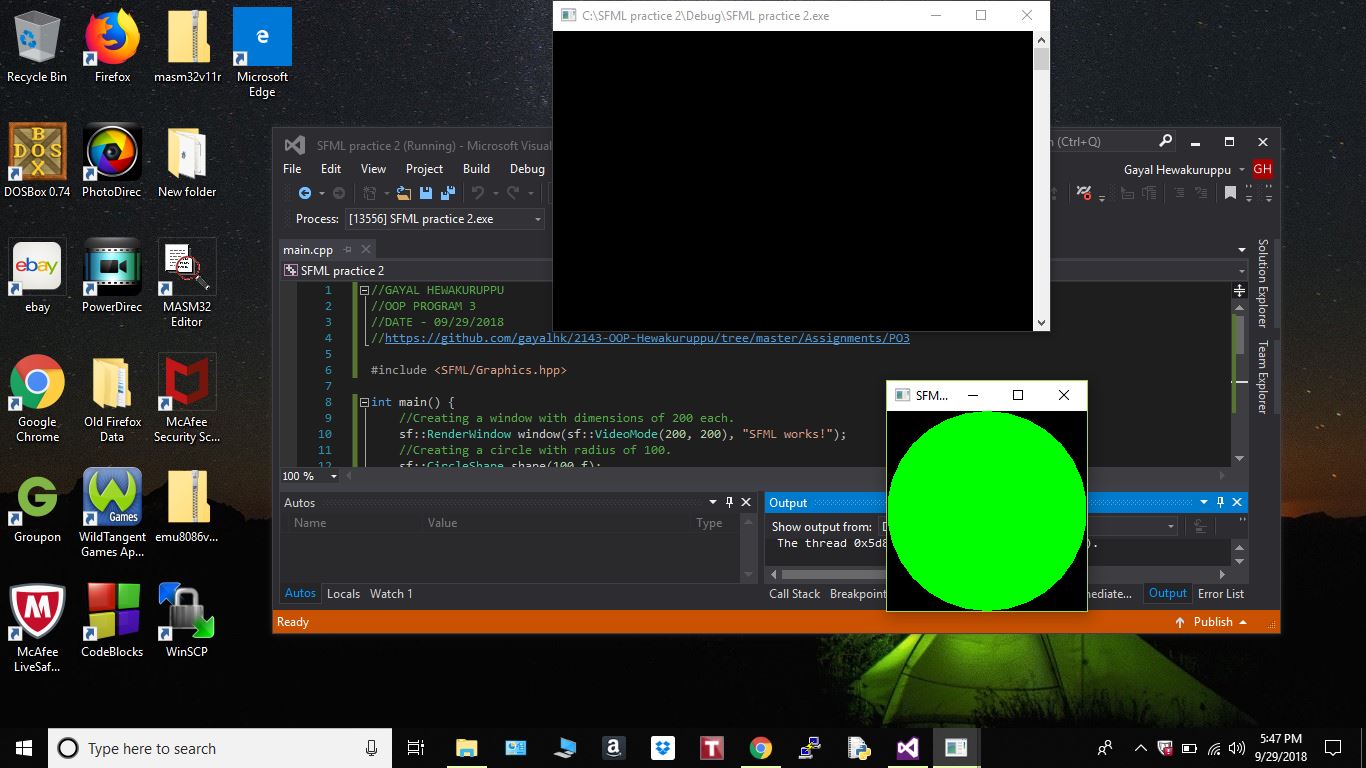 Recycle Bin
Firefox
masm32v11r
Microsoft Edge
DOSBox 0.74
PhotoDirec
New folder
ebay
ebay
PowerDirec
MASM32 Editor
Google Chrome
Old Firefox Data
McAfee Security Sc...
Groupon
WildTangent Games Ap...
Games
emu8086v...
McAfee LiveSaf...
CodeBlocks
WinSCP
C:\SFML practice 2\Debug\SFML practice 2.exe
SFML practice 2 (Running) - Microsoft Visual
(Ctrl+Q)
File Edit View Project Build Debug
Gayal Hewakuruppu GH
Process: [13556] SFML practice 2.exe
main.cpp
SFML practice 2
Solution Explorer
Team Explorer
1 //GAYAL HEWAKURUPPU
2 //OOP PROGRAM 3
3 //DATE - 09/29/2018
4 //https://github.com/gayalhk/2143-OOP-Hewakuruppu/tree/master/Assignments/PO3
5
6 #include <SFML/Graphics.hpp>
7
8 int main() {
9 //Creating a window with dimensions of 200 each.
10 sf::RenderWindow window(sf::VideoMode(200, 200), "SFML works!");
11 //Creating a circle with radius of 100.
12 sf::CircleShape shape(100.f);
100 %
SFM...
Autos
Name Value Type
Autos Locals Watch 1
Output
Show output from:
The thread 0x5d8
).
Call Stack Breakpoint
mediate... Output Error List
Ready
Publish
Type here to search
5:47 PM
9/29/2018